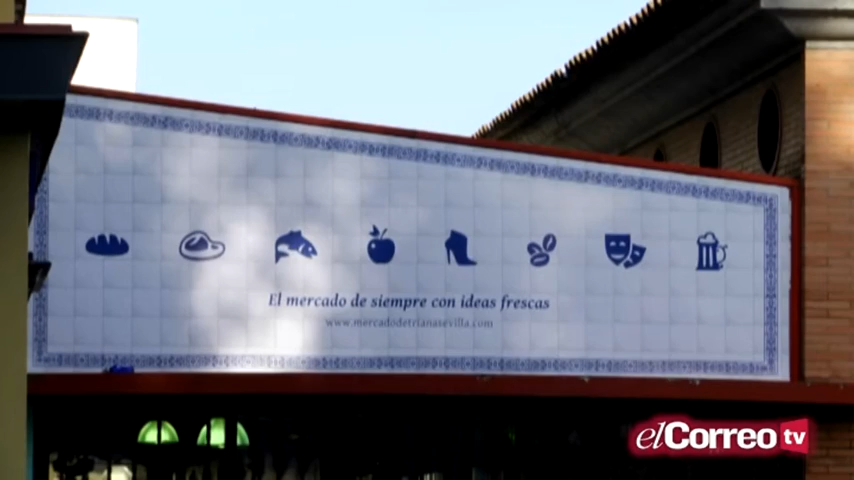 El mercado de siempre con ideas frescas
www.mercadodetrianasevilla.com
elCorreo tv